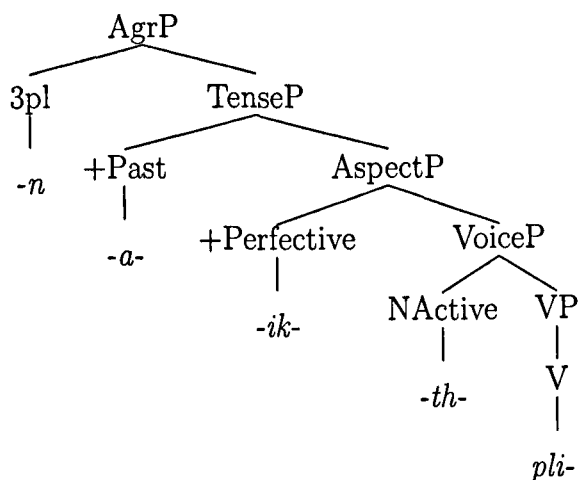 AgrP
3pl TenseP
-n +Past AspectP
-a- +Perfective VoiceP
-ik- NActive VP
-th- V
pli-